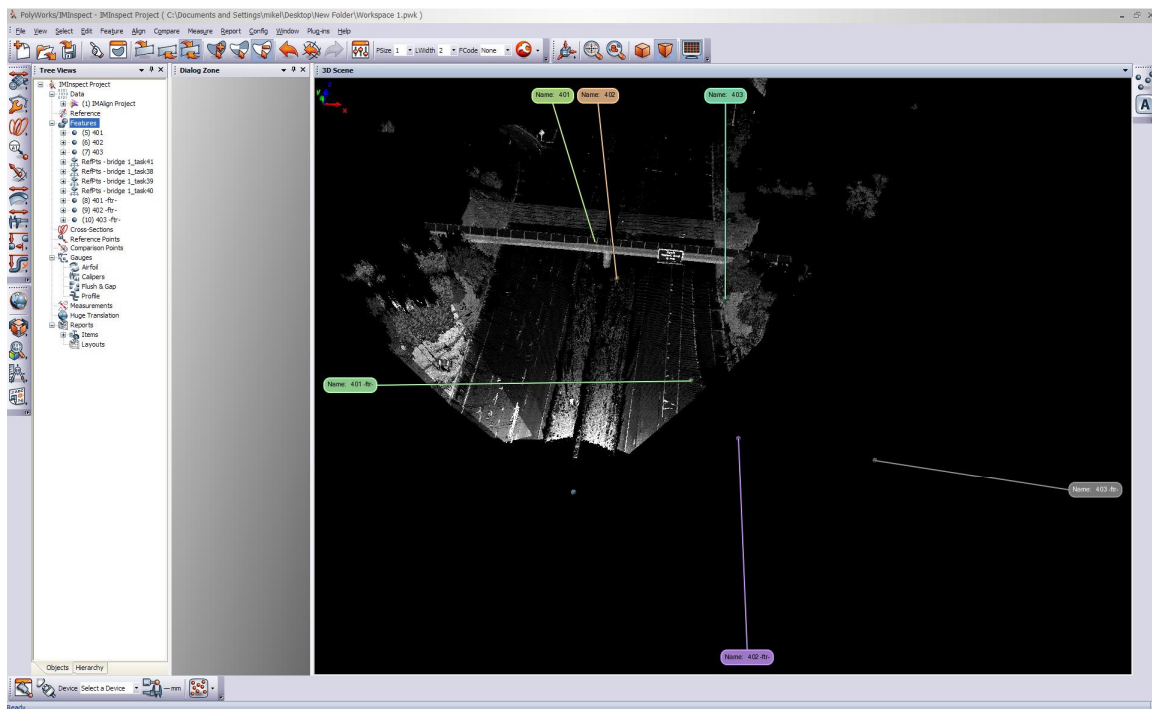 PolyWorks/IMInspect - IMInspect Project ( C:\Documents and Settings\mikel\Desktop\New Folder\Workspace 1.pwk )
File View Select Edit Feature Align Compare Measure Report Config Window Plug-ins Help
PSize 1 LWidth 2 FCode None
Tree Views
Dialog Zone
3D Scene
IMInspect Project
Data
(1) IMAlign Project
Reference
Features
(5) 401
(6) 402
(7) 403
RefPts - bridge 1_task41
RefPts - bridge 1_task38
RefPts - bridge 1_task39
RefPts - bridge 1_task40
(8) 401 -ftr-
(9) 402 -ftr-
(10) 403 -ftr-
Cross-Sections
Reference Points
Comparison Points
Gauges
Airfoil
Calipers
Flush & Gap
Profile
Measurements
Huge Translation
Reports
Items
Layouts
Name: 401
Name: 402
Name: 403
Name: 401 -ftr-
Name: 403 -ftr-
Name: 402 -ftr-
y
x
A
Objects Hierarchy
Device Select a Device
mm
Ready